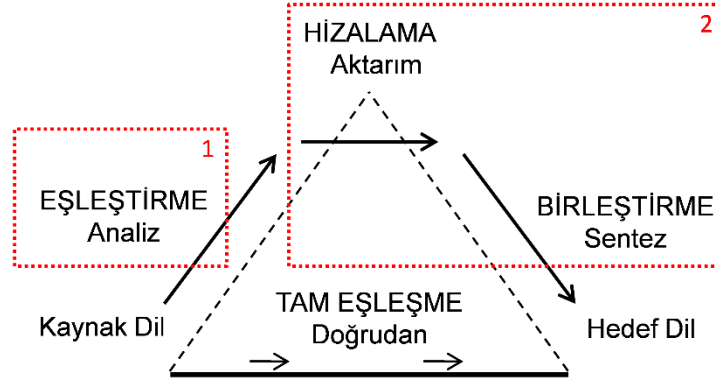 2
HİZALAMA
Aktarım
1
EŞLEŞTİRME
Analiz
BİRLEŞTİRME
Sentez
Kaynak Dil
TAM EŞLEŞME
Doğrudan
Hedef Dil